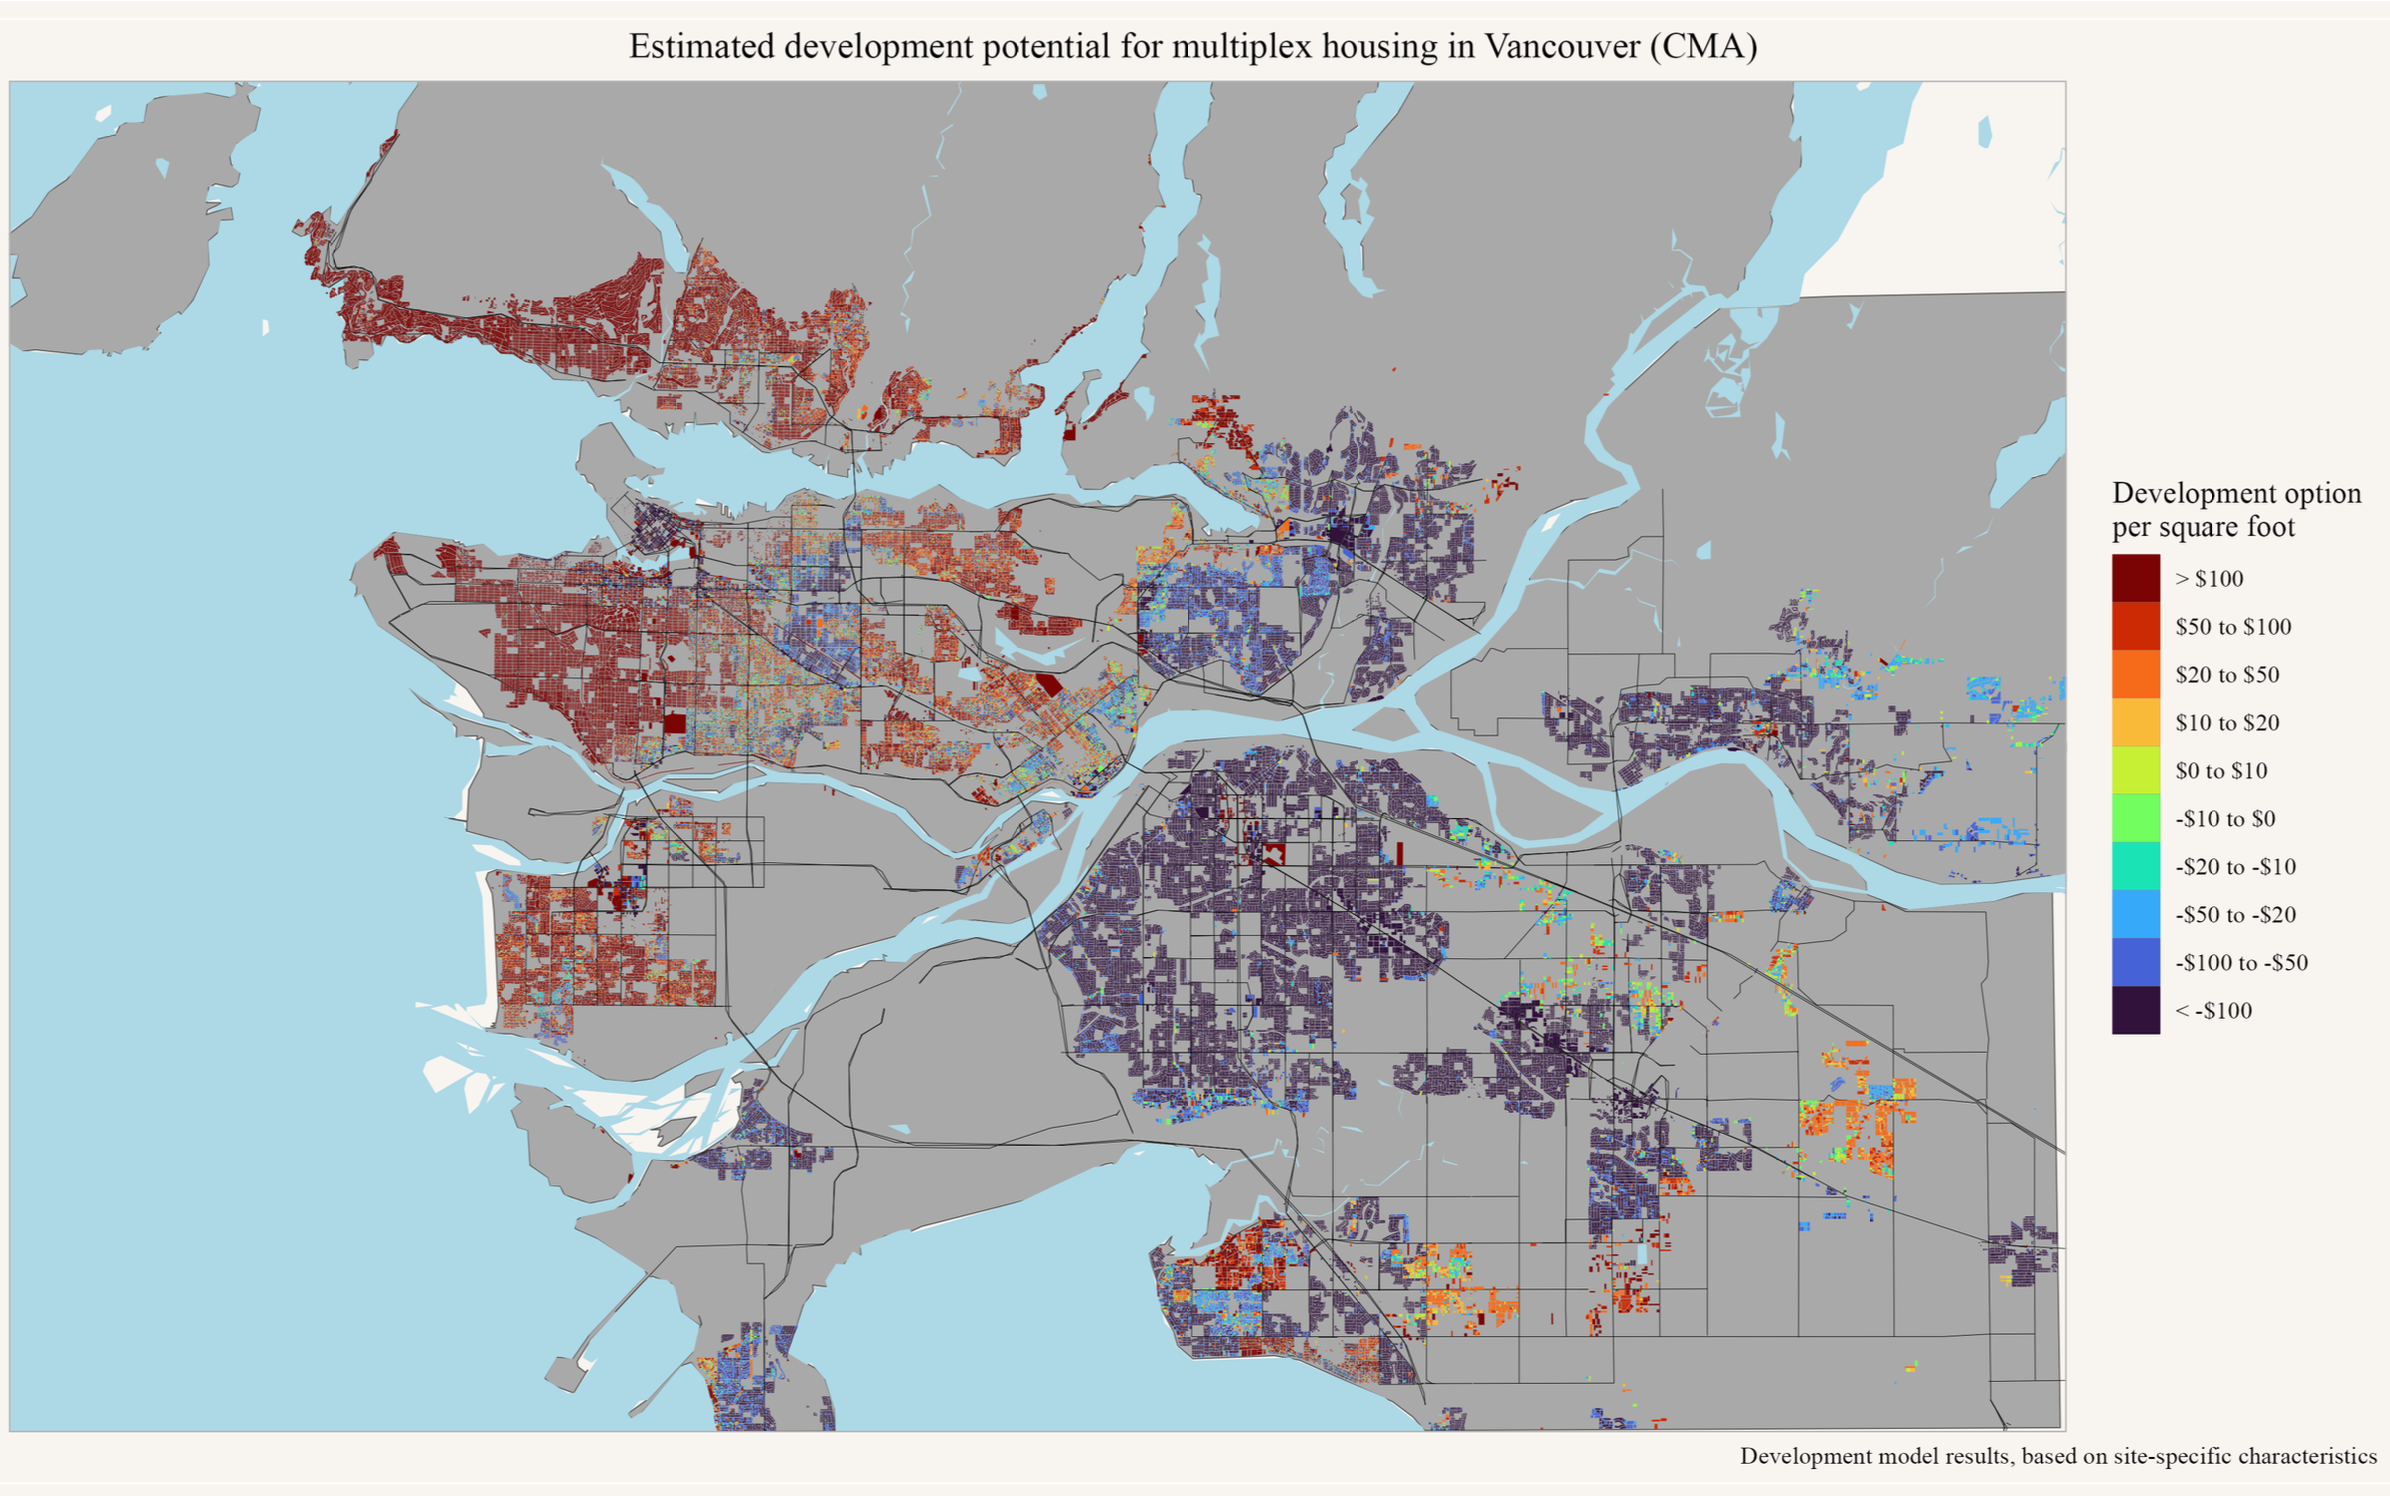 Estimated development potential for multiplex housing in Vancouver (CMA)
Development option
per square foot
> $100
$50 to $100
$20 to $50
$10 to $20
$0 to $10
-$10 to $0
-$20 to -$10
-$50 to -$20
-$100 to -$50
< -$100
Development model results, based on site-specific characteristics